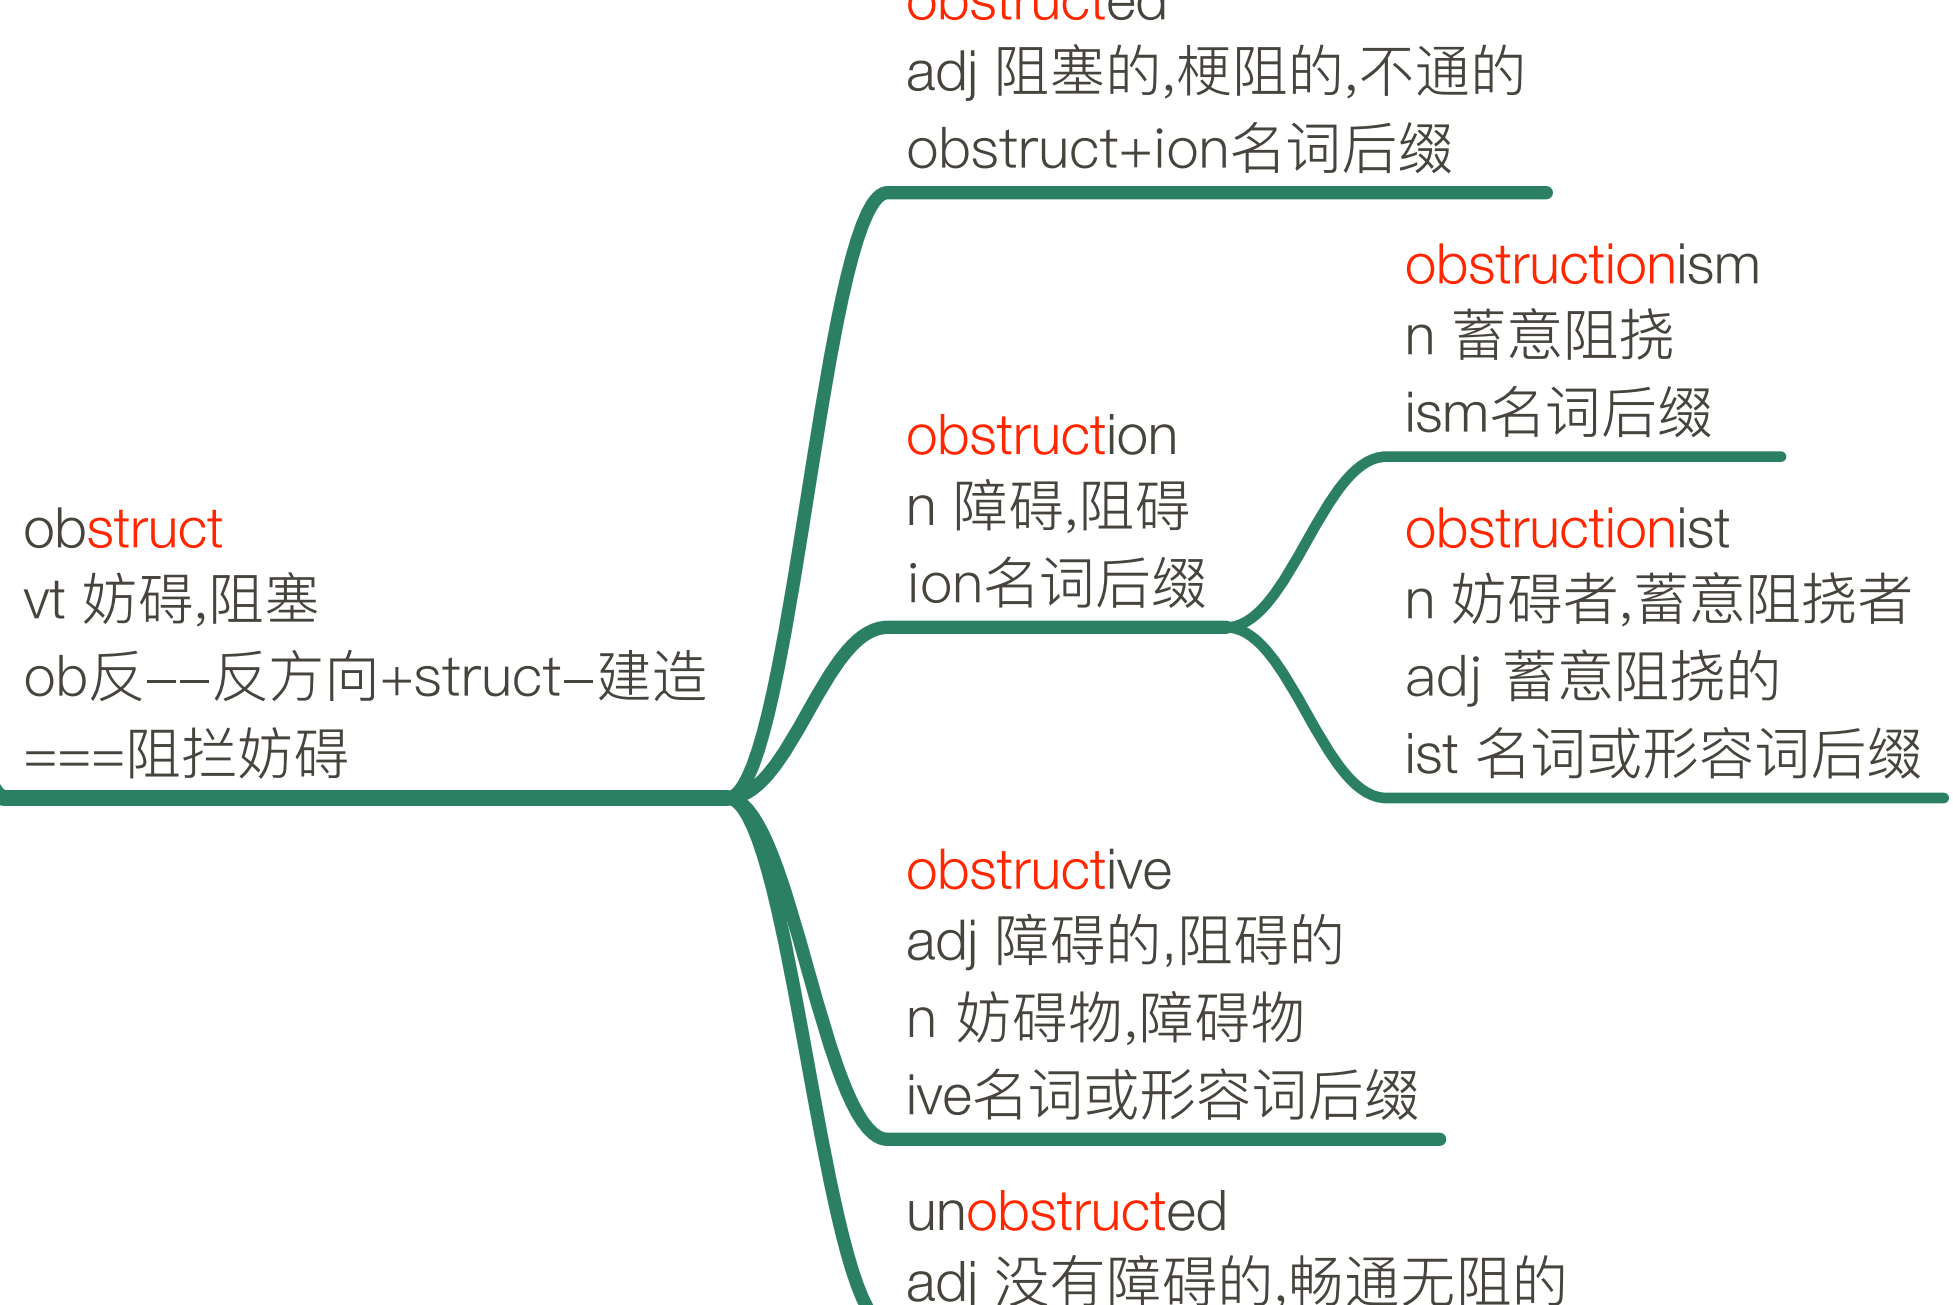 obstruct
vt 妨碍,阻塞
ob反––反方向+struct–建造
===阻拦妨碍
obstructed
adj 阻塞的,梗阻的,不通的
obstruct+ion名词后缀
obstruction
n 障碍,阻碍
ion名词后缀
obstructionism
n 蓄意阻挠
ism名词后缀
obstructionist
n 妨碍者,蓄意阻挠者
adj 蓄意阻挠的
ist 名词或形容词后缀
obstructive
adj 障碍的,阻碍的
n 妨碍物,障碍物
ive名词或形容词后缀
unobstructed
adj 没有障碍的,畅通无阻的